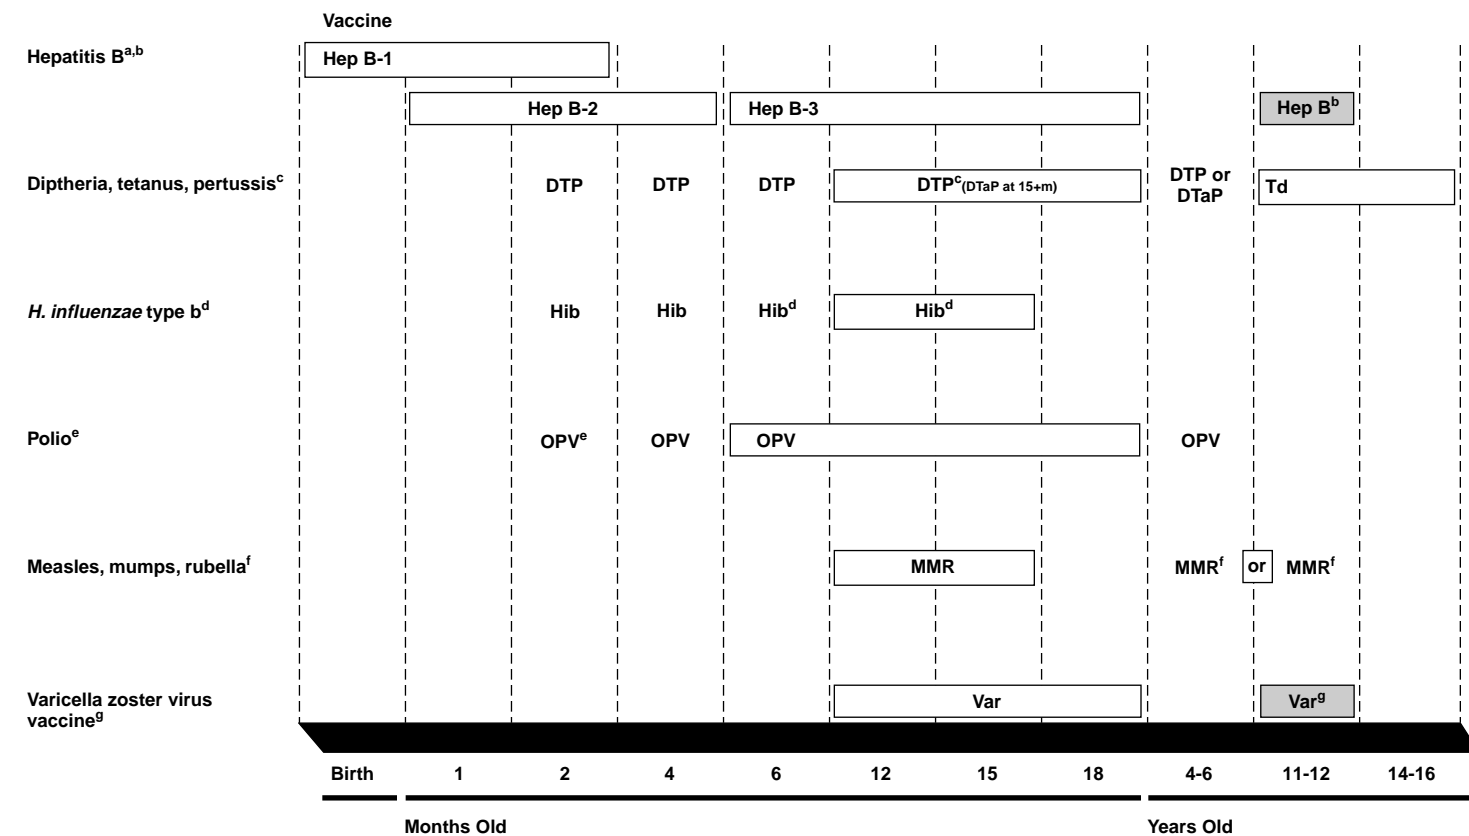 Vaccine
Hepatitis Bᵃ,ᵇ
Hep B-1
Hep B-2 Hep B-3 Hep Bᵇ
Diptheria, tetanus, pertussisᶜ DTP DTP DTP DTPᶜ(DTaP at 15+m) DTP or Td
DTaP
H. influenzae type bᵈ Hib Hib Hibᵈ Hibᵈ
Polioᵉ OPVᵉ OPV OPV OPV
Measles, mumps, rubellaᶠ MMR MMRᶠ or MMRᶠ
Varicella zoster virus Var Varᵍ
vaccineᵍ
Birth 1 2 4 6 12 15 18 4-6 11-12 14-16
Months Old Years Old